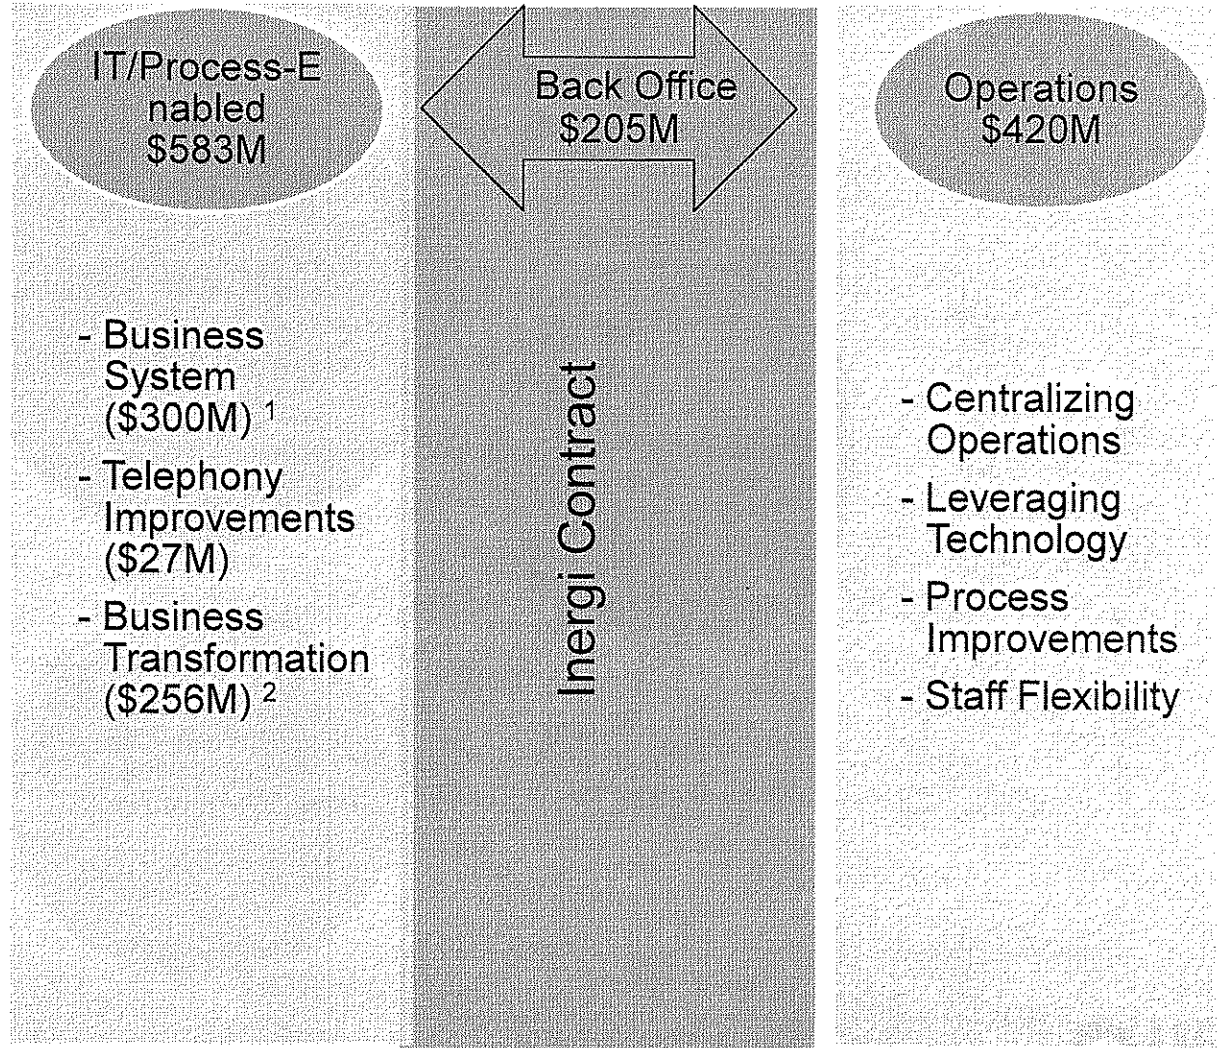 IT/Process-E
nabled
$583M
Back Office
$205M
Operations
$420M
- Business
System
($300M) 1
- Telephony
Improvements
($27M)
- Business
Transformation
($256M) 2
Inergi Contract
- Centralizing
Operations
- Leveraging
Technology
- Process
Improvements
- Staff Flexibility